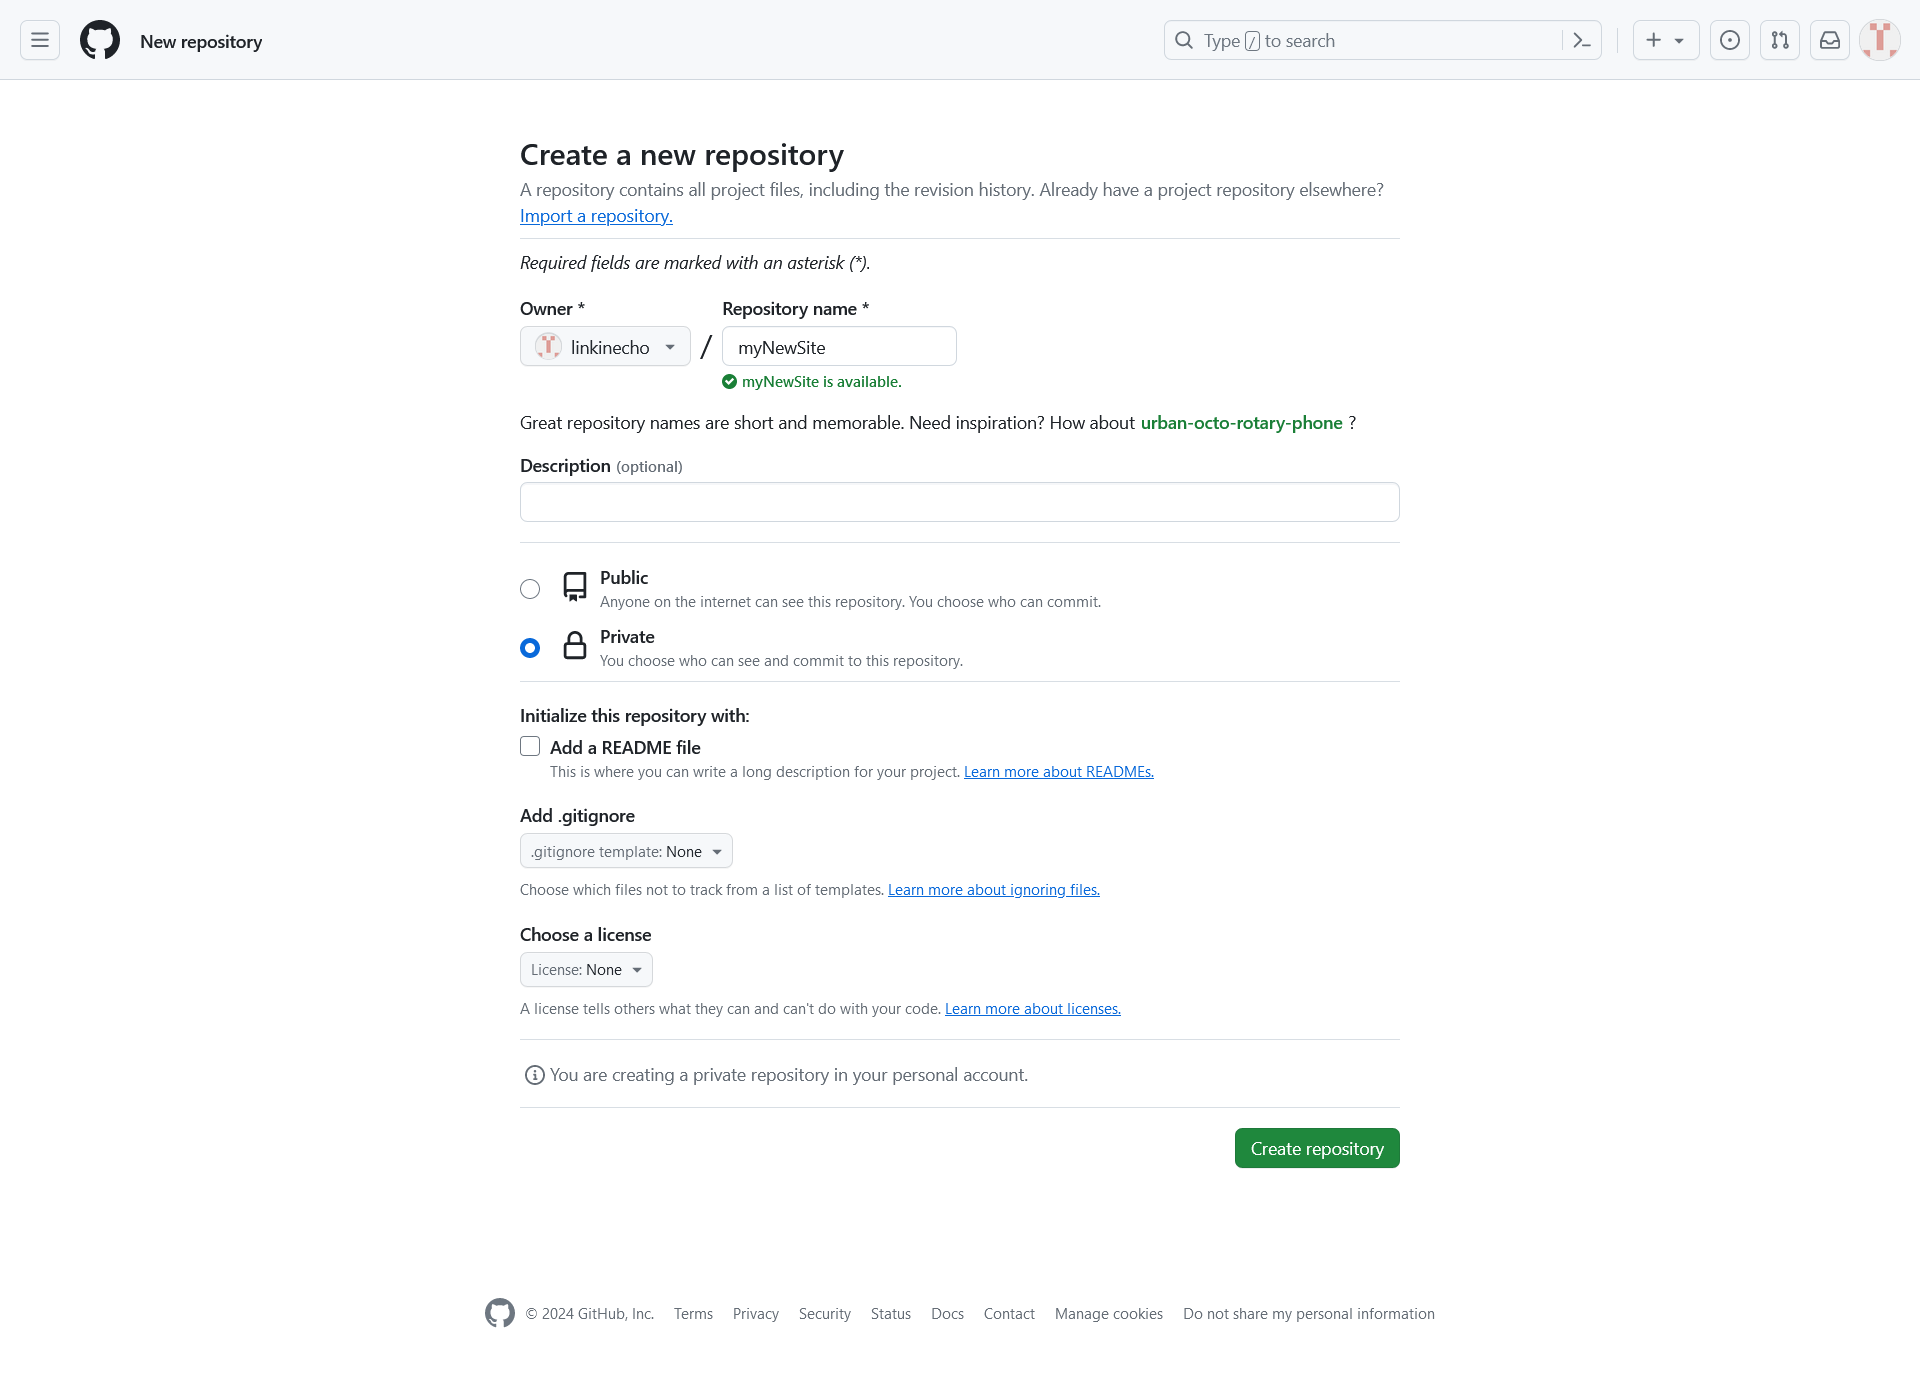 New repository
Type / to search
Create a new repository
A repository contains all project files, including the revision history. Already have a project repository elsewhere?
Import a repository.
Required fields are marked with an asterisk (*).
Owner *
Repository name *
linkinecho
/
myNewSite
myNewSite is available.
Great repository names are short and memorable. Need inspiration? How about urban-octo-rotary-phone ?
Description (optional)
Public
Anyone on the internet can see this repository. You choose who can commit.
Private
You choose who can see and commit to this repository.
Initialize this repository with:
Add a README file
This is where you can write a long description for your project. Learn more about READMEs.
Add .gitignore
.gitignore template: None
Choose which files not to track from a list of templates. Learn more about ignoring files.
Choose a license
License: None
A license tells others what they can and can't do with your code. Learn more about licenses.
You are creating a private repository in your personal account.
Create repository
© 2024 GitHub, Inc. Terms Privacy Security Status Docs Contact Manage cookies Do not share my personal information